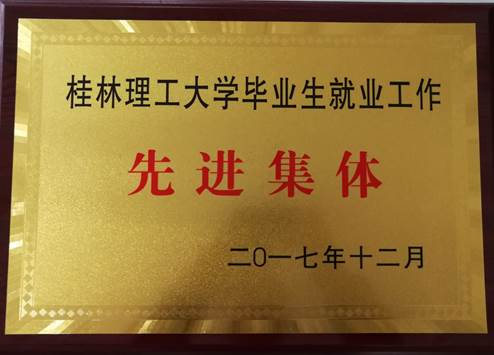 桂林理工大学毕业生就业工作
先进集体
二0一七年十二月